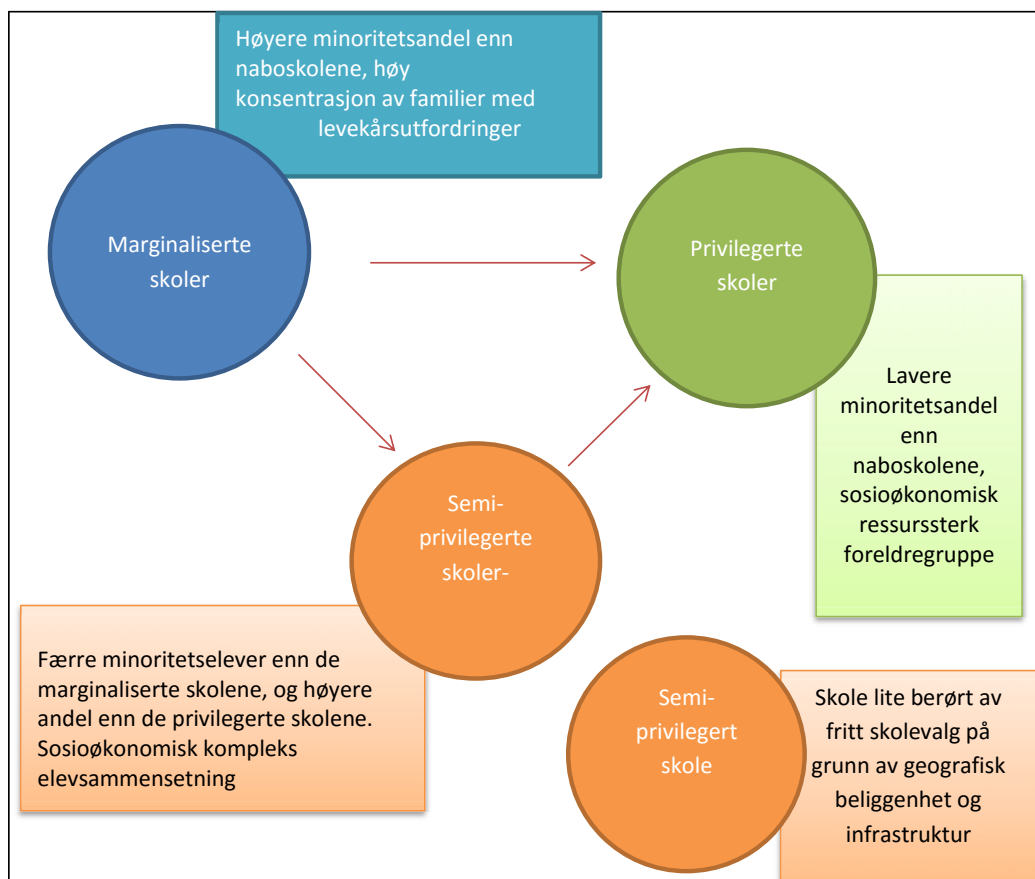 Høyere minoritetsandel enn
naboskolene, høy
konsentrasjon av familier med
levekårsutfordringer
Marginaliserte
skoler
Privilegerte
skoler
Lavere
minoritetsandel
enn
naboskolene,
sosioøkonomisk
ressurssterk
foreldregruppe
Semi-
privilegerte
skoler-
Færre minoritetselever enn de
marginaliserte skolene, og høyere
andel enn de privilegerte skolene.
Sosioøkonomisk kompleks
elevsammensetning
Semi-
privilegert
skole
Skole lite berørt av
fritt skolevalg på
grunn av geografisk
beliggenhet og
infrastruktur